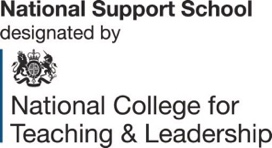 National Support School
designated by
National College for
Teaching & Leadership